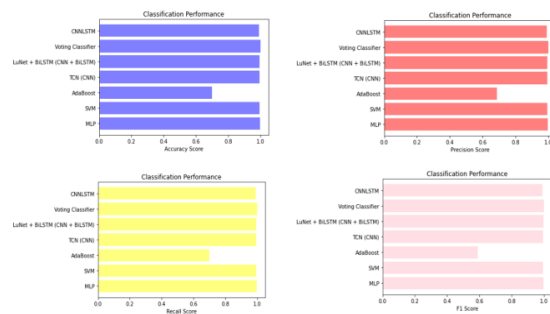 Classification Performance
CNNLSTM
Voting Classifier
LuNet + BiLSTM (CNN + BiLSTM)
TCN (CNN)
AdaBoost
SVM
MLP
0.0 0.2 0.4 0.6 0.8 1.0
Accuracy Score
Classification Performance
CNNLSTM
Voting Classifier
LuNet + BiLSTM (CNN + BiLSTM)
TCN (CNN)
AdaBoost
SVM
MLP
0.0 0.2 0.4 0.6 0.8 1.0
Precision Score
Classification Performance
CNNLSTM
Voting Classifier
LuNet + BiLSTM (CNN + BiLSTM)
TCN (CNN)
AdaBoost
SVM
MLP
0.0 0.2 0.4 0.6 0.8 1.0
Recall Score
Classification Performance
CNNLSTM
Voting Classifier
LuNet + BiLSTM (CNN + BiLSTM)
TCN (CNN)
AdaBoost
SVM
MLP
0.0 0.2 0.4 0.6 0.8 1.0
F1 Score